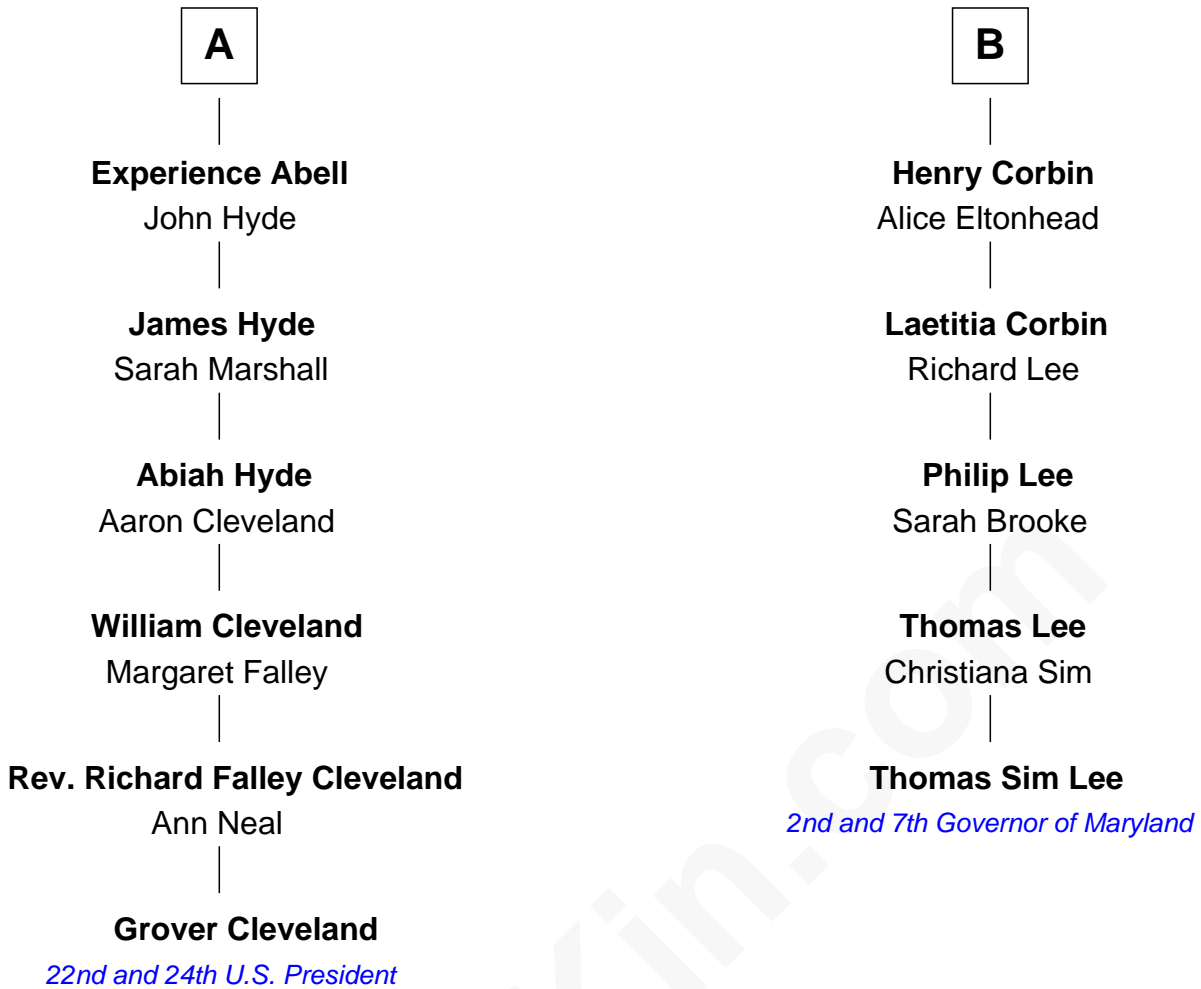 A
Experience Abell
John Hyde
James Hyde
Sarah Marshall
Abiah Hyde
Aaron Cleveland
William Cleveland
Margaret Falley
Rev. Richard Falley Cleveland
Ann Neal
Grover Cleveland
22nd and 24th U.S. President
B
Henry Corbin
Alice Eltonhead
Laetitia Corbin
Richard Lee
Philip Lee
Sarah Brooke
Thomas Lee
Christiana Sim
Thomas Sim Lee
2nd and 7th Governor of Maryland
Kin.com